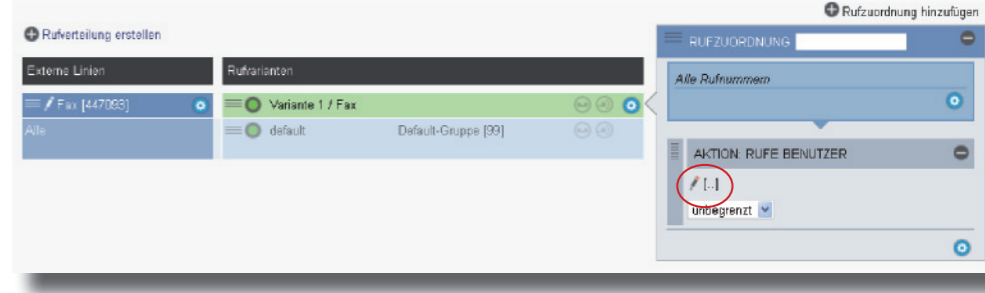 Rufzuordnung hinzufügen
Rufverteilung erstellen
RUFZUORDNUNG
Externe Linien
Rufvarianten
Alle Rufnummern
Fax [447093]
Variante 1 / Fax
Alle
default Default-Gruppe [99]
AKTION: RUFE BENUTZER
[..]
unbegrenzt